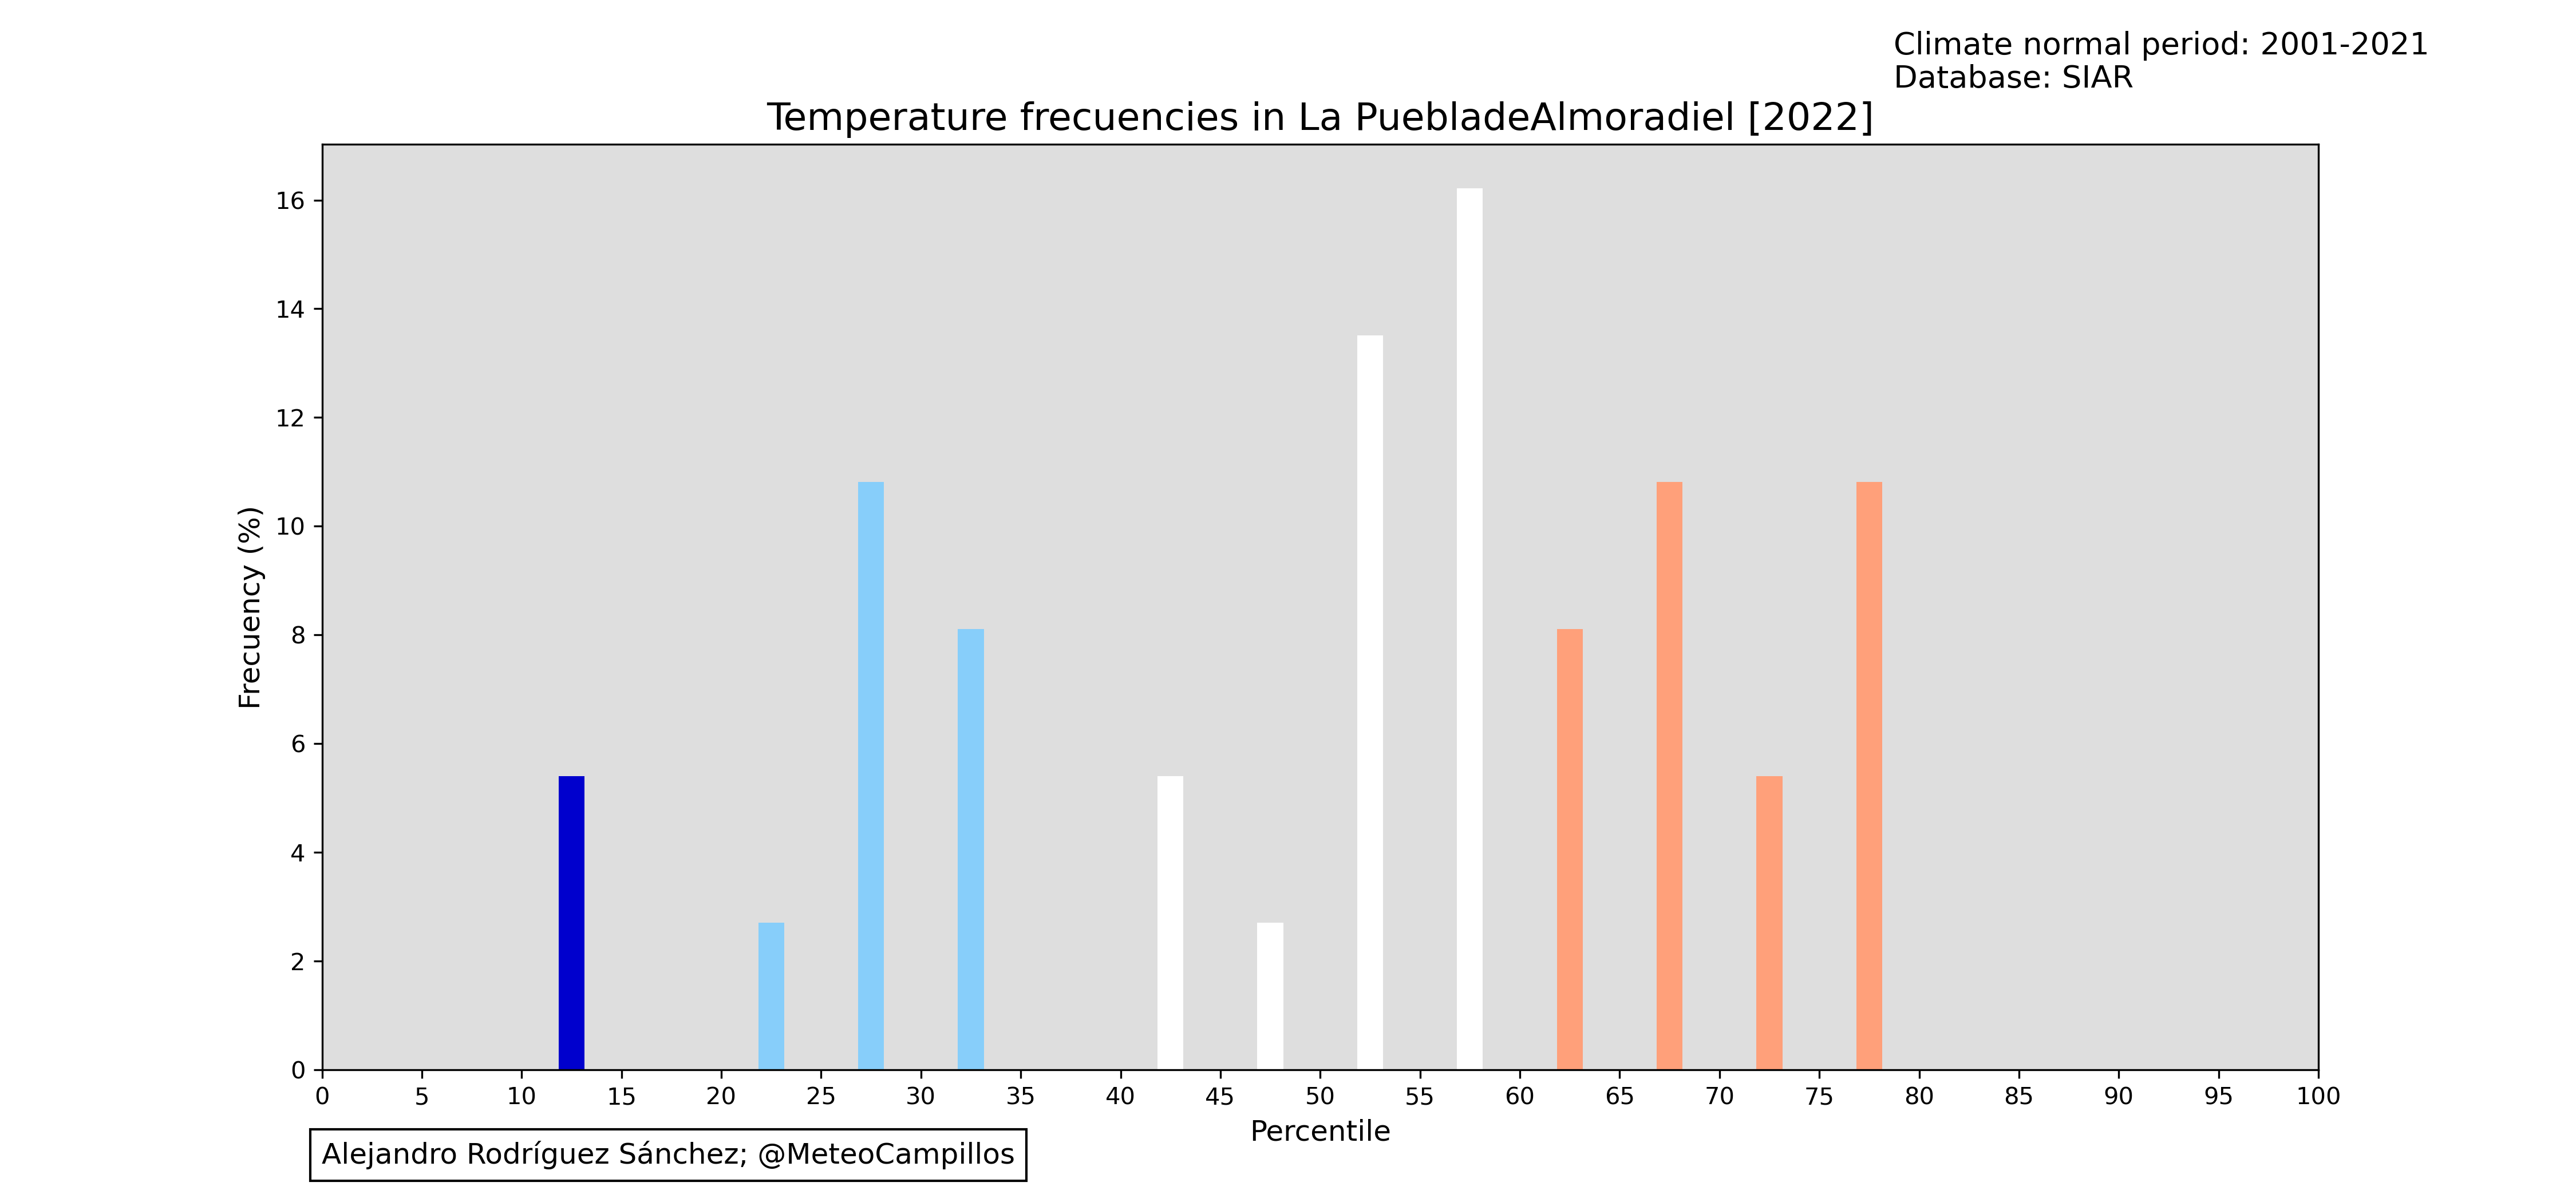 Climate normal period: 2001-2021
Database: SIAR
Temperature frecuencies in La PuebladeAlmoradiel [2022]
Frecuency (%)
16
14
12
10
8
6
4
2
0
0 5 10 15 20 25 30 35 40 45 50 55 60 65 70 75 80 85 90 95 100
Percentile
Alejandro Rodríguez Sánchez; @MeteoCampillos